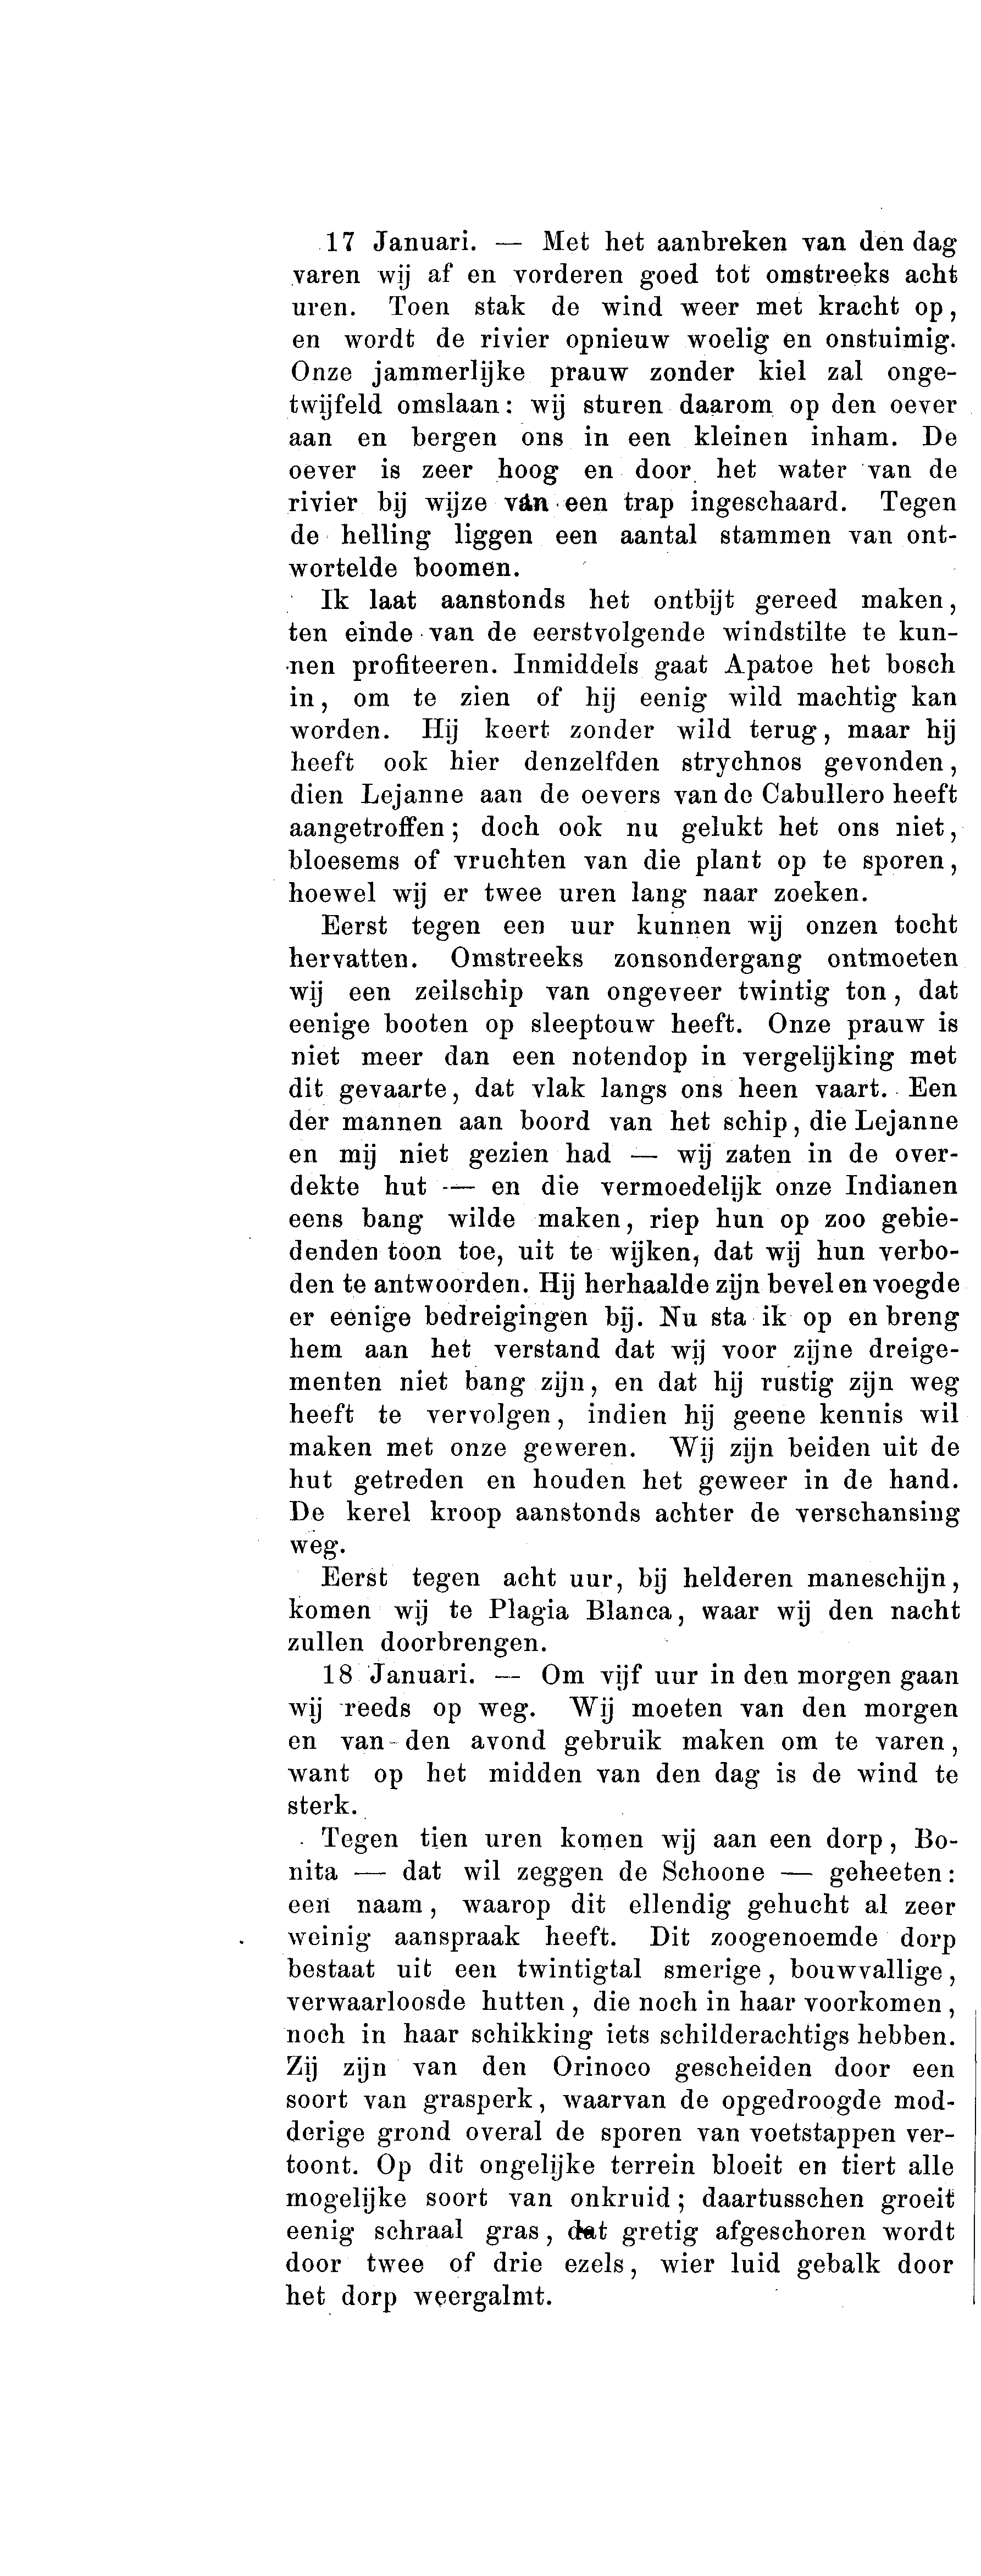 17 Januari. — Met het aanbreken van den dag
varen wij af en vorderen goed tot omstreeks acht
uren. Toen stak de wind weer met kracht op,
en wordt de rivier opnieuw woelig en onstuimig.
Onze jammerlijke prauw zonder kiel zal onge-
twijfeld omslaan: wij sturen daarom op den oever
aan en bergen ons in een kleinen inham. De
oever is zeer hoog en door het water van de
rivier bij wijze van een trap ingeschaard. Tegen
de helling liggen een aantal stammen van ont-
wortelde boomen.
Ik laat aanstonds het ontbijt gereed maken,
ten einde van de eerstvolgende windstilte te kun-
nen profiteeren. Inmiddels gaat Apatoe het bosch
in, om te zien of hij eenig wild machtig kan
worden. Hij keert zonder wild terug, maar hij
heeft ook hier denzelfden strychnos gevonden,
dien Lejanne aan de oevers van de Cabullero heeft
aangetroffen; doch ook nu gelukt het ons niet,
bloesems of vruchten van die plant op te sporen,
hoewel wij er twee uren lang naar zoeken.
Eerst tegen een uur kunnen wij onzen tocht
hervatten. Omstreeks zonsondergang ontmoeten
wij een zeilschip van ongeveer twintig ton, dat
eenige booten op sleeptouw heeft. Onze prauw is
niet meer dan een notendop in vergelijking met
dit gevaarte, dat vlak langs ons heen vaart. Een
der mannen aan boord van het schip, die Lejanne
en mij niet gezien had — wij zaten in de over-
dekte hut — en die vermoedelijk onze Indianen
eens bang wilde maken, riep hun op zoo gebie-
denden toon toe, uit te wijken, dat wij hun verbo-
den te antwoorden. Hij herhaalde zijn bevel en voegde
er eenige bedreigingen bij. Nu sta ik op en breng
hem aan het verstand dat wij voor zijne dreige-
menten niet bang zijn, en dat hij rustig zijn weg
heeft te vervolgen, indien hij geene kennis wil
maken met onze geweren. Wij zijn beiden uit de
hut getreden en houden het geweer in de hand.
De kerel kroop aanstonds achter de verschansing
weg.
Eerst tegen acht uur, bij helderen maneschijn,
komen wij te Plagia Blanca, waar wij den nacht
zullen doorbrengen.
18 Januari. — Om vijf uur in den morgen gaan
wij reeds op weg. Wij moeten van den morgen
en van den avond gebruik maken om te varen,
want op het midden van den dag is de wind te
sterk.
Tegen tien uren komen wij aan een dorp, Bo-
nita — dat wil zeggen de Schoone — geheeten:
een naam, waarop dit ellendig gehucht al zeer
weinig aanspraak heeft. Dit zoogenoemde dorp
bestaat uit een twintigtal smerige, bouwvallige,
verwaarloosde hutten, die noch in haar voorkomen,
noch in haar schikking iets schilderachtigs hebben.
Zij zijn van den Orinoco gescheiden door een
soort van grasperk, waarvan de opgedroogde mod-
derige grond overal de sporen van voetstappen ver-
toont. Op dit ongelijke terrein bloeit en tiert alle
mogelijke soort van onkruid; daartusschen groeit
eenig schraal gras, dat gretig afgeschoren wordt
door twee of drie ezels, wier luid gebalk door
het dorp weergalmt.